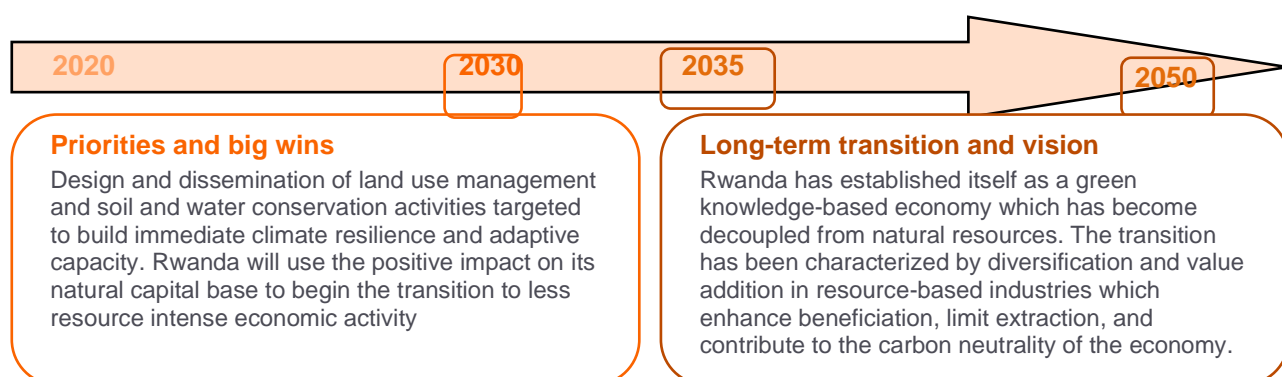 2020 2030 2035 2050
Priorities and big wins
Design and dissemination of land use management
and soil and water conservation activities targeted
to build immediate climate resilience and adaptive
capacity. Rwanda will use the positive impact on its
natural capital base to begin the transition to less
resource intense economic activity
Long-term transition and vision
Rwanda has established itself as a green
knowledge-based economy which has become
decoupled from natural resources. The transition
has been characterized by diversification and value
addition in resource-based industries which
enhance beneficiation, limit extraction, and
contribute to the carbon neutrality of the economy.